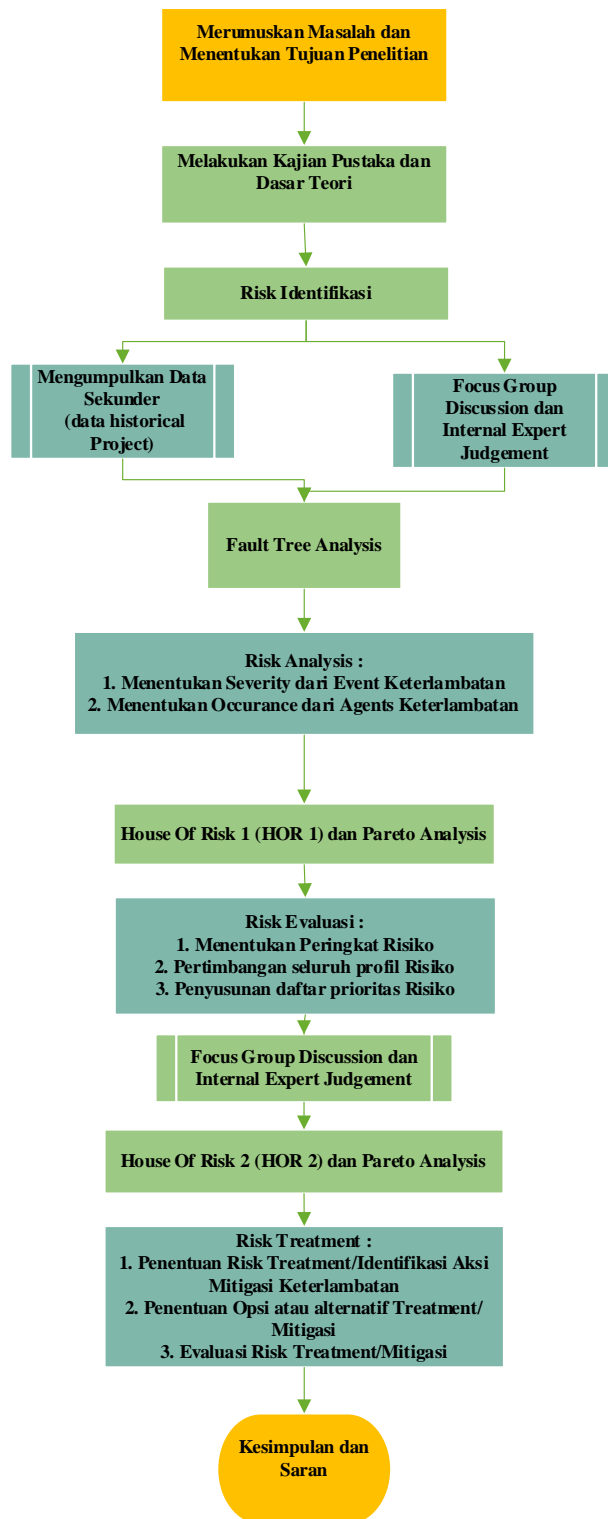 Merumuskan Masalah dan
Menentukan Tujuan Penelitian
Melakukan Kajian Pustaka dan
Dasar Teori
Risk Identifikasi
Mengumpulkan Data
Sekunder
(data historical
Project)
Focus Group
Discussion dan
Internal Expert
Judgement
Fault Tree Analysis
Risk Analysis :
1. Menentukan Severity dari Event Keterlambatan
2. Menentukan Occurance dari Agents Keterlambatan
House Of Risk 1 (HOR 1) dan Pareto Analysis
Risk Evaluasi :
1. Menentukan Peringkat Risiko
2. Pertimbangan seluruh profil Risiko
3. Penyusunan daftar prioritas Risiko
Focus Group Discussion dan
Internal Expert Judgement
House Of Risk 2 (HOR 2) dan Pareto Analysis
Risk Treatment :
1. Penentuan Risk Treatment/Identifikasi Aksi
Mitigasi Keterlambatan
2. Penentuan Opsi atau alternatif Treatment/
Mitigasi
3. Evaluasi Risk Treatment/Mitigasi
Kesimpulan dan
Saran